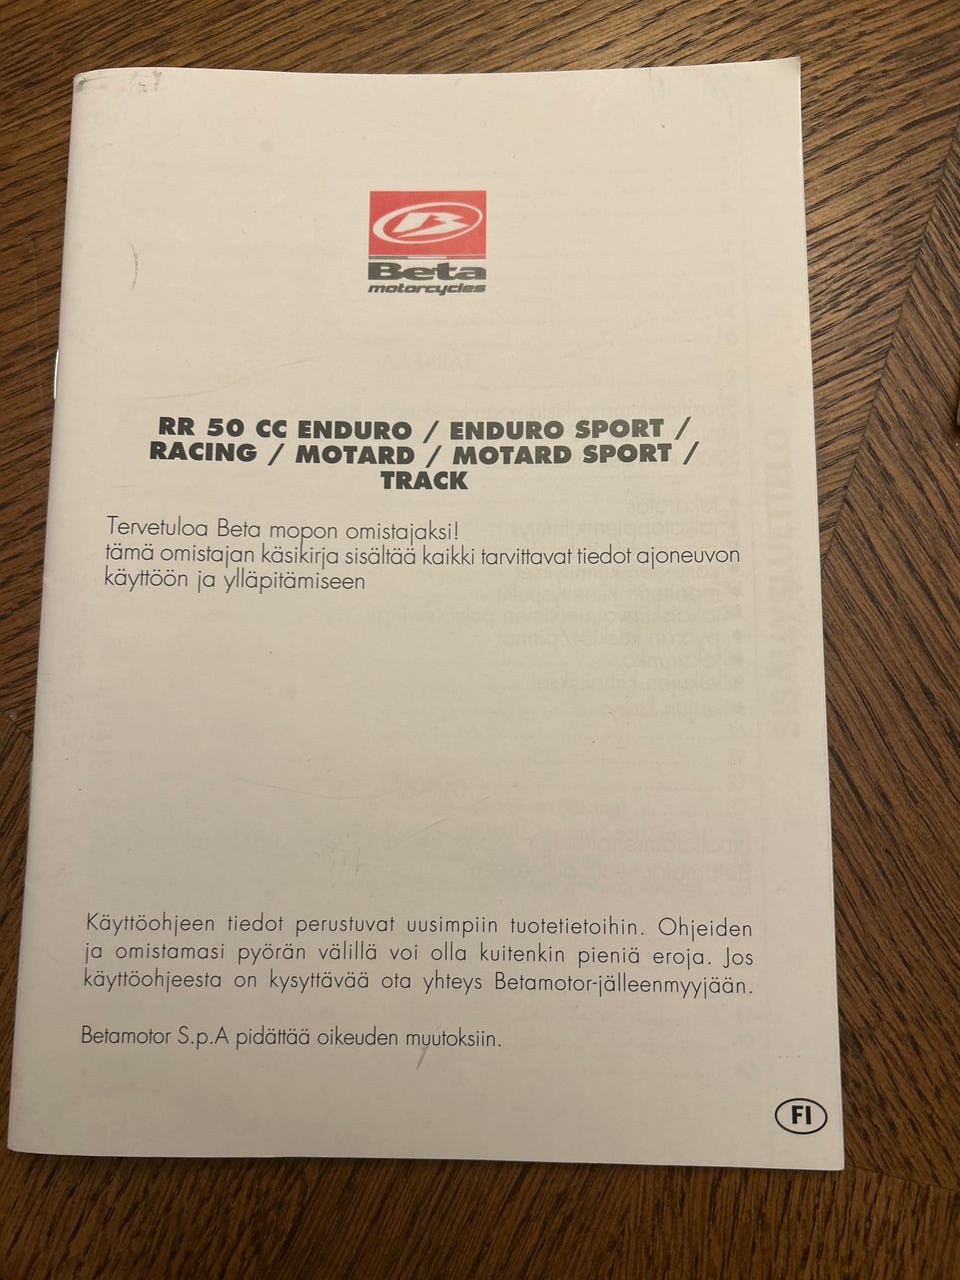 B
Beta
motorcycles
RR 50 CC ENDURO / ENDURO SPORT /
RACING / MOTARD / MOTARD SPORT /
TRACK
Tervetuloa Beta mopon omistajaksi!
tämä omistajan käsikirja sisältää kaikki tarvittavat tiedot ajoneuvon
käyttöön ja ylläpitämiseen
Käyttöohjeen tiedot perustuvat uusimpiin tuotetietoihin. Ohjeiden
ja omistamasi pyörän välillä voi olla kuitenkin pieniä eroja. Jos
käyttöohjeesta on kysyttävää ota yhteys Betamotor-jälleenmyyjään.
Betamotor S.p.A pidättää oikeuden muutoksiin.
FI